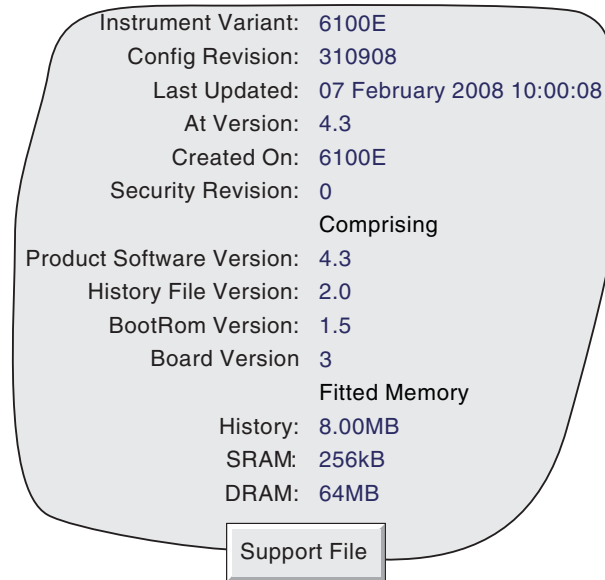 Instrument Variant: 6100E
Config Revision: 310908
Last Updated: 07 February 2008 10:00:08
At Version: 4.3
Created On: 6100E
Security Revision: 0
Comprising
Product Software Version: 4.3
History File Version: 2.0
BootRom Version: 1.5
Board Version 3
Fitted Memory
History: 8.00MB
SRAM: 256kB
DRAM: 64MB
Support File